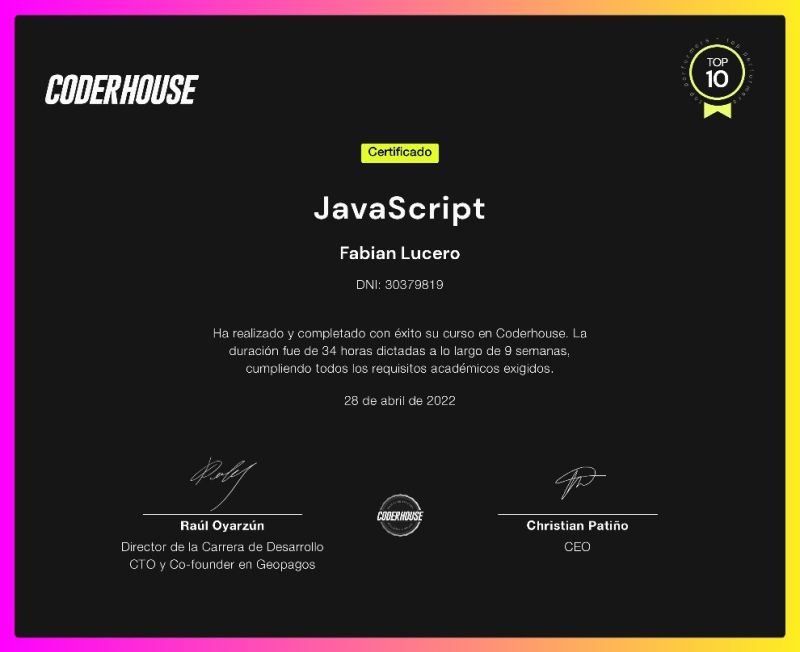 CODERHOUSE
top performers - top performers
TOP
10
Certificado
JavaScript
Fabian Lucero
DNI: 30379819
Ha realizado y completado con éxito su curso en Coderhouse. La
duración fue de 34 horas dictadas a lo largo de 9 semanas,
cumpliendo todos los requisitos académicos exigidos.
28 de abril de 2022
Raúl Oyarzún
Director de la Carrera de Desarrollo
CTO y Co-founder en Geopagos
CODERHOUSE
Christian Patiño
CEO